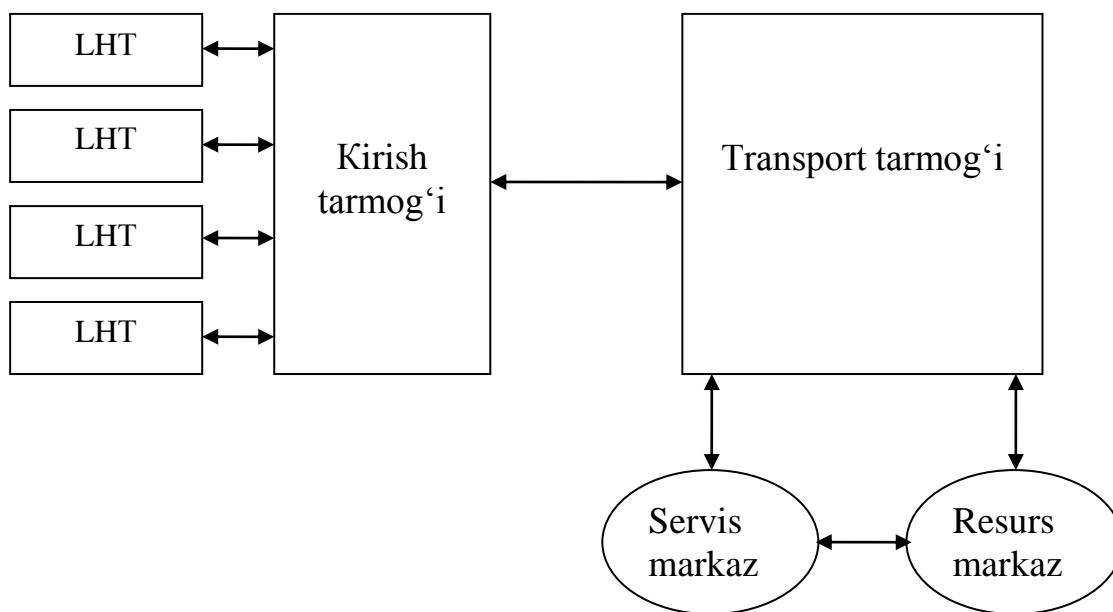 LHT
LHT
LHT
LHT
Kirish
tarmog‘i
Transport tarmog‘i
Servis
markaz
Resurs
markaz